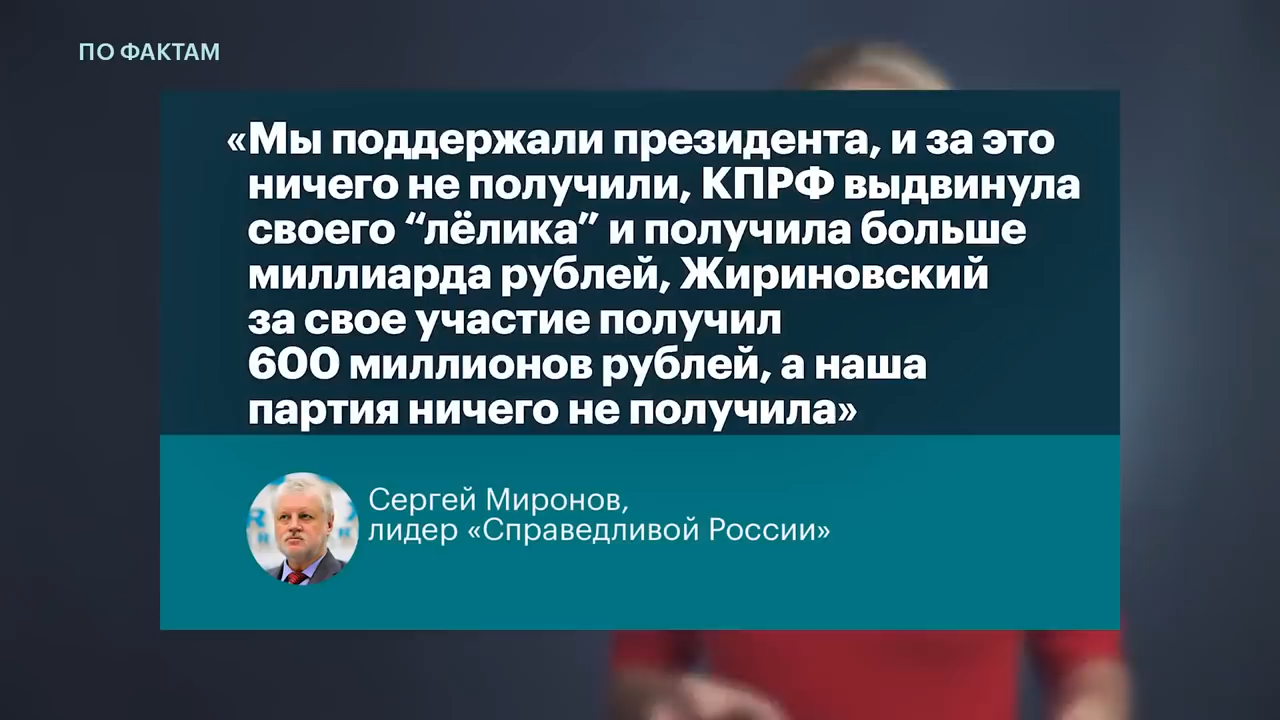 ПО ФАКТАМ
«Мы поддержали президента, и за это
ничего не получили, КПРФ выдвинула
своего “лёлика” и получила больше
миллиарда рублей, Жириновский
за свое участие получил
600 миллионов рублей, а наша
партия ничего не получила»
Сергей Миронов,
лидер «Справедливой России»